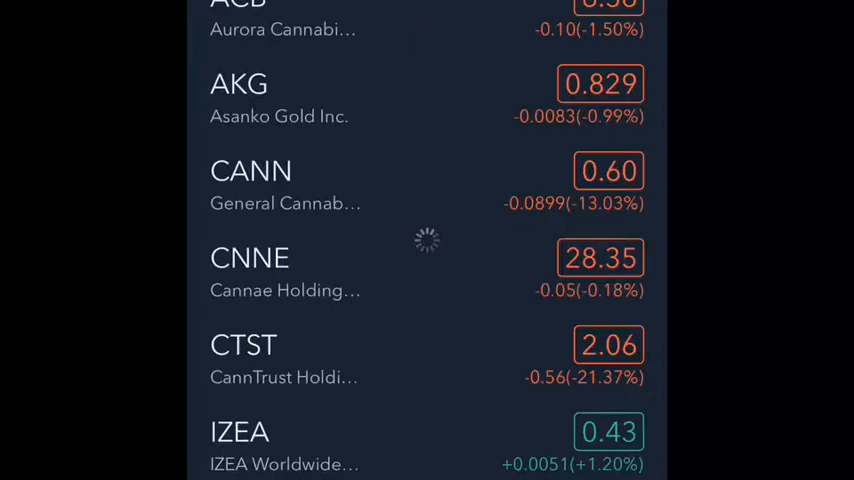 ACB
Aurora Cannabi... -0.10(-1.50%)
AKG 0.829
Asanko Gold Inc. -0.0083(-0.99%)
CANN 0.60
General Cannab... -0.0899(-13.03%)
CNNE 28.35
Cannae Holding... -0.05(-0.18%)
CTST 2.06
CannTrust Holdi... -0.56(-21.37%)
IZEA 0.43
IZEA Worldwide... +0.0051(+1.20%)